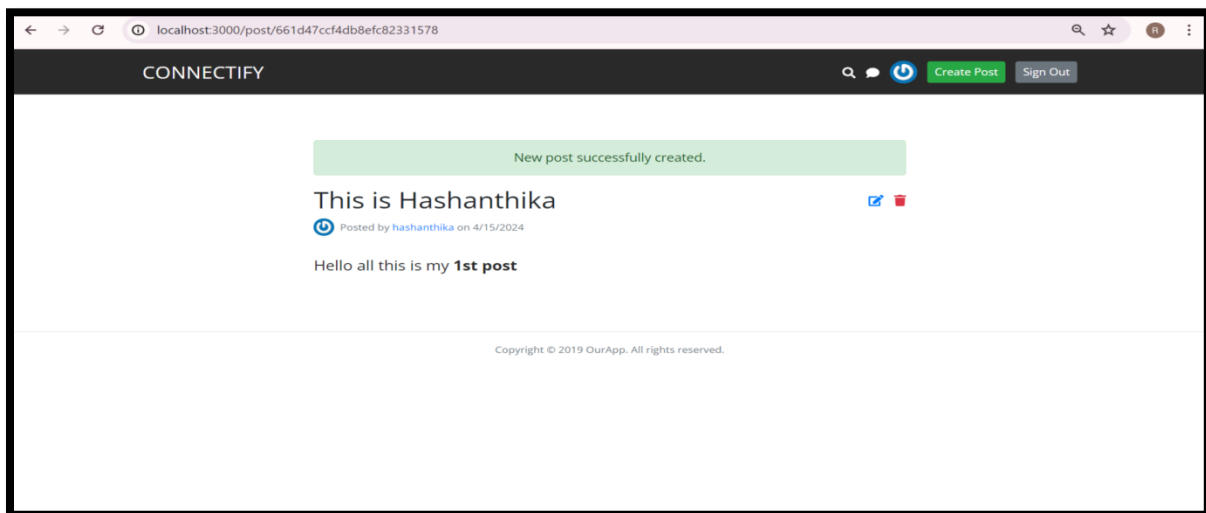 localhost:3000/post/661d47ccf4db8efc82331578
R
CONNECTIFY
Create Post
Sign Out
New post successfully created.
This is Hashanthika
Posted by hashanthika on 4/15/2024
Hello all this is my 1st post
Copyright © 2019 OurApp. All rights reserved.